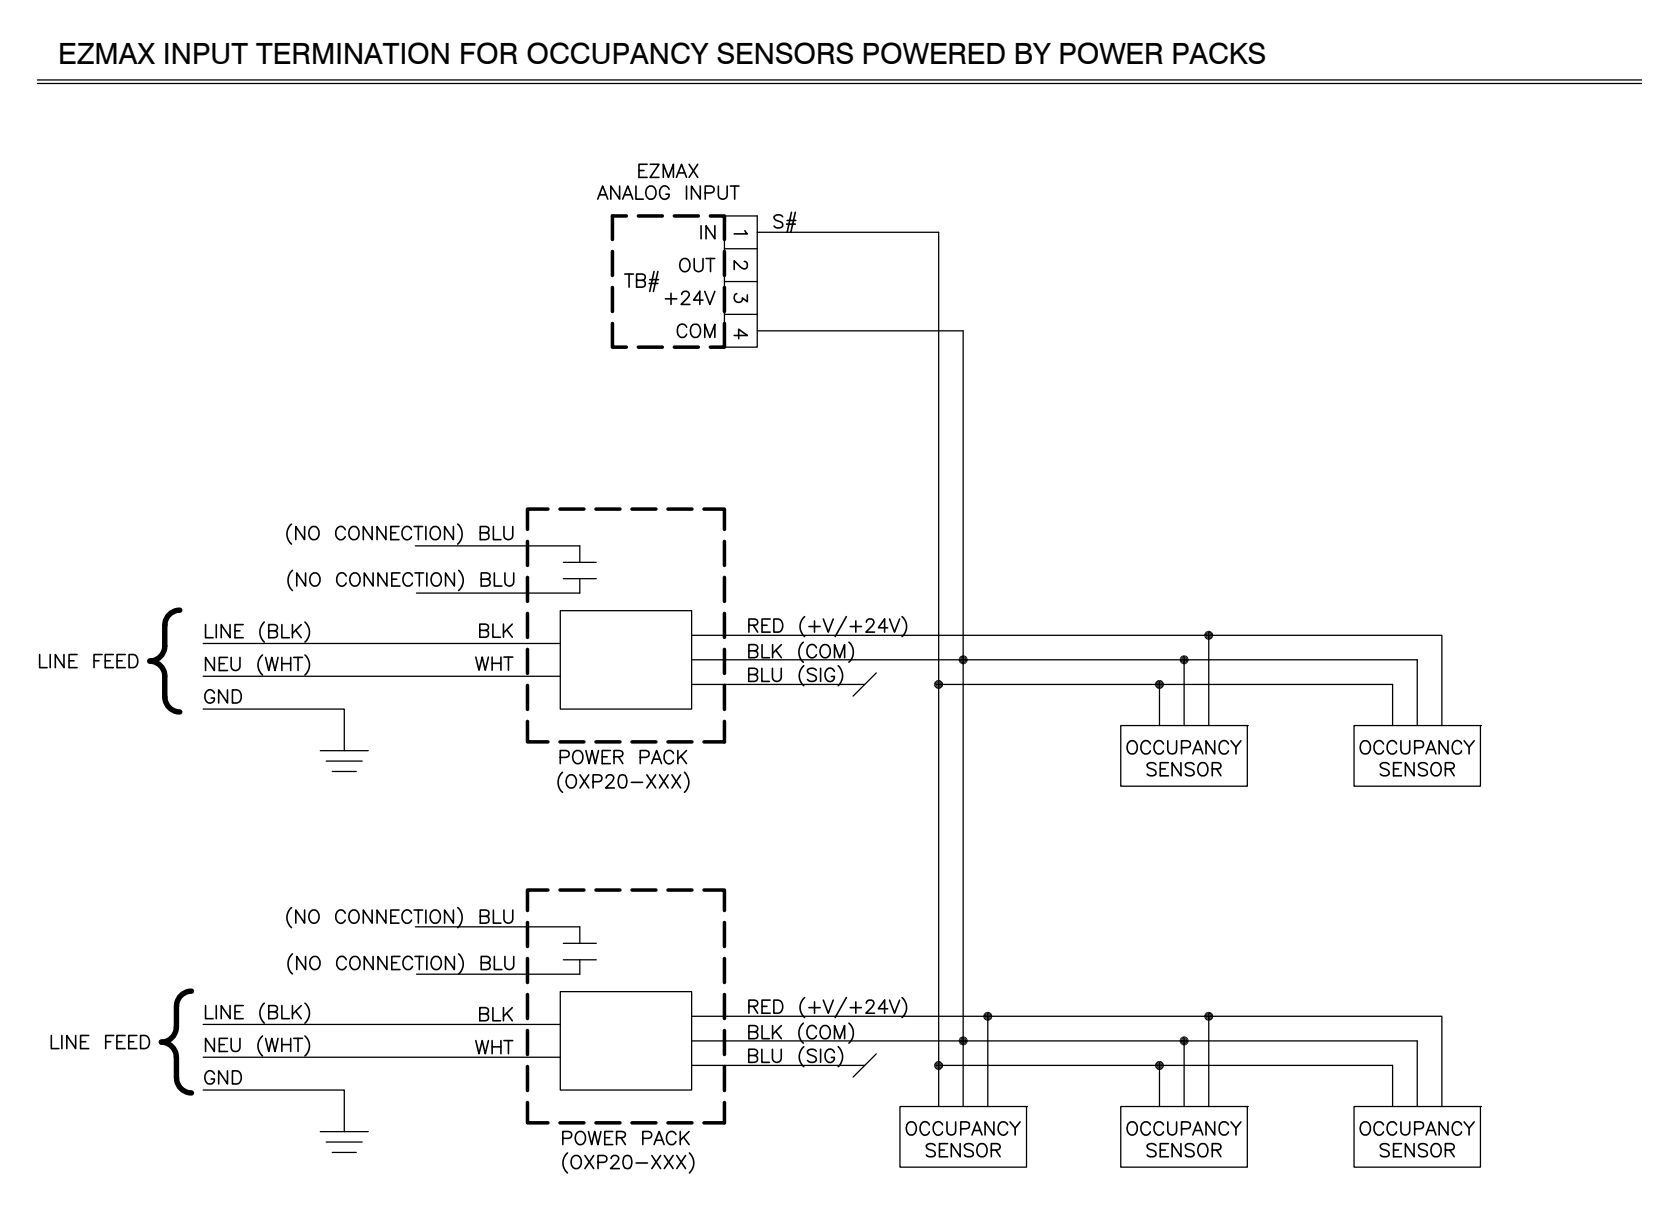 EZMAX INPUT TERMINATION FOR OCCUPANCY SENSORS POWERED BY POWER PACKS
EZMAX
ANALOG INPUT
S#
IN 1
OUT 2
TB#
+24V 3
COM 4
(NO CONNECTION) BLU
(NO CONNECTION) BLU
LINE FEED
LINE (BLK) BLK
NEU (WHT) WHT
GND
RED (+V/+24V)
BLK (COM)
BLU (SIG)
POWER PACK
(OXP20-XXX)
OCCUPANCY
SENSOR
OCCUPANCY
SENSOR
(NO CONNECTION) BLU
(NO CONNECTION) BLU
LINE FEED
LINE (BLK) BLK
NEU (WHT) WHT
GND
RED (+V/+24V)
BLK (COM)
BLU (SIG)
POWER PACK
(OXP20-XXX)
OCCUPANCY
SENSOR
OCCUPANCY
SENSOR
OCCUPANCY
SENSOR